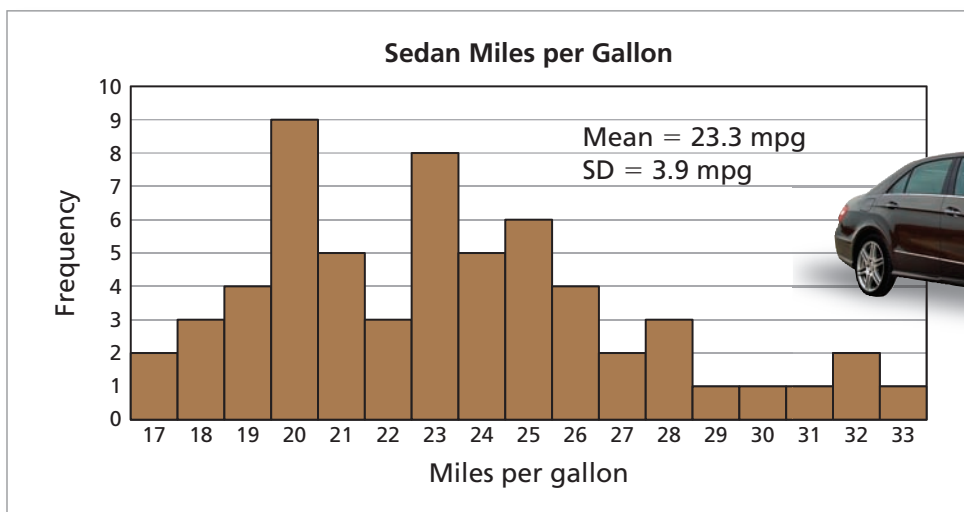 Sedan Miles per Gallon
10
9
8
7
6
5
4
3
2
1
0
Frequency
Mean = 23.3 mpg
SD = 3.9 mpg
17 18 19 20 21 22 23 24 25 26 27 28 29 30 31 32 33
Miles per gallon